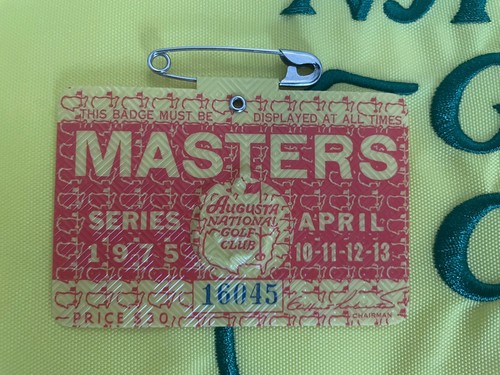 THIS BADGE MUST BE DISPLAYED AT ALL TIMES
MASTERS
SERIES
1975
AUGUSTA
NATIONAL
GOLF
CLUB
APRIL
10-11-12-13
16045
PRICE $30
CHAIRMAN